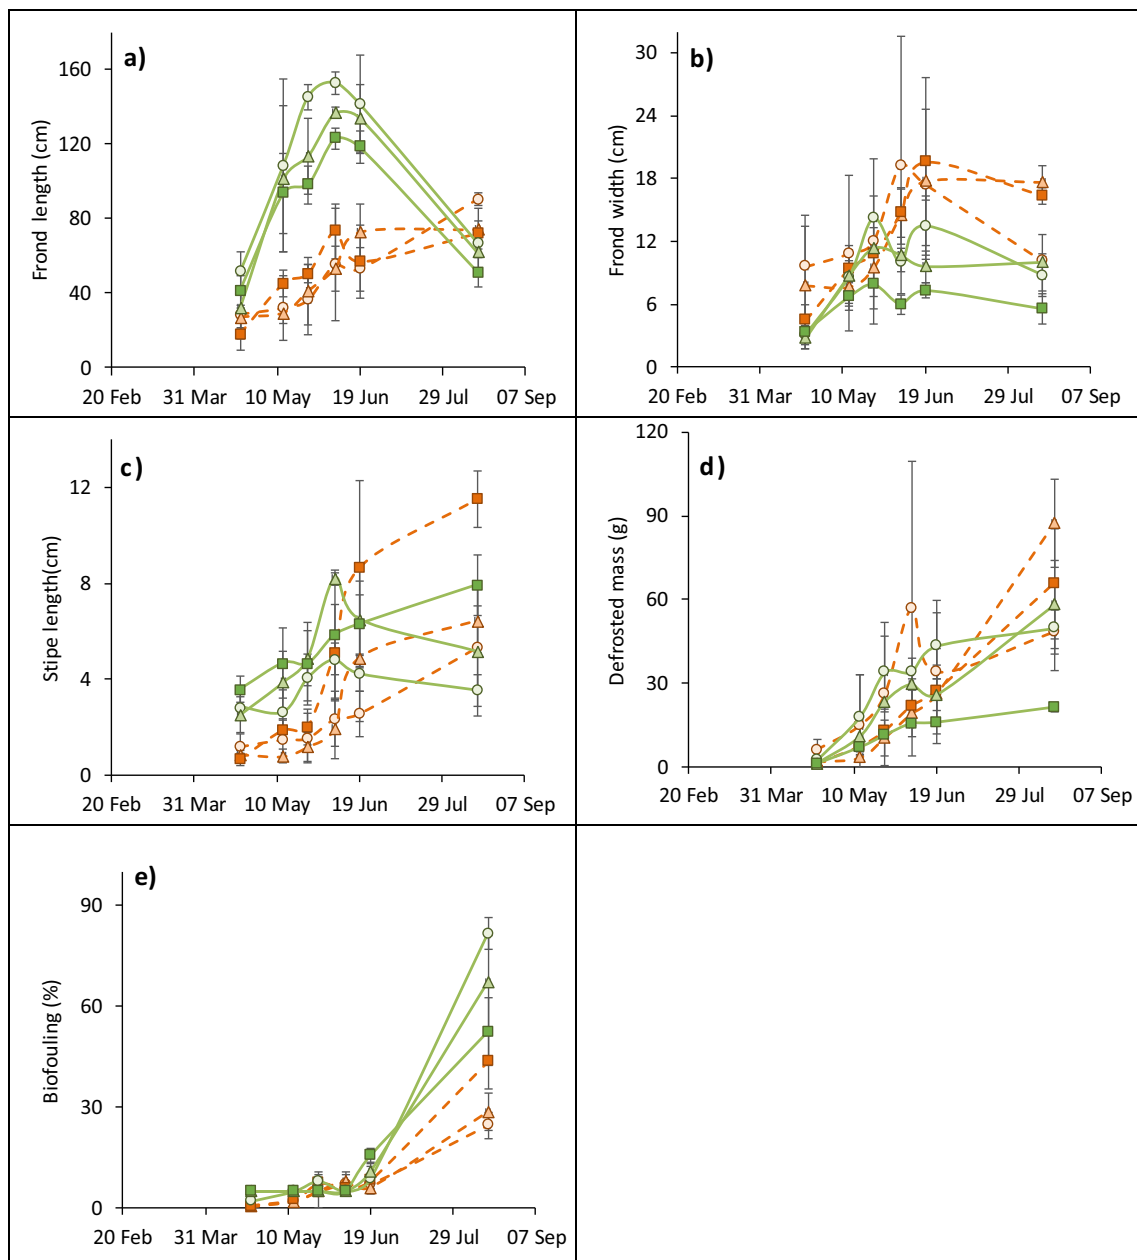 a)
Frond length (cm)
160
120
80
40
0
20 Feb 31 Mar 10 May 19 Jun 29 Jul 07 Sep
b)
Frond width (cm)
30
24
18
12
6
0
20 Feb 31 Mar 10 May 19 Jun 29 Jul 07 Sep
c)
Stipe length(cm)
12
8
4
0
20 Feb 31 Mar 10 May 19 Jun 29 Jul 07 Sep
d)
Defrosted mass (g)
120
90
60
30
0
20 Feb 31 Mar 10 May 19 Jun 29 Jul 07 Sep
e)
Biofouling (%)
90
60
30
0
20 Feb 31 Mar 10 May 19 Jun 29 Jul 07 Sep